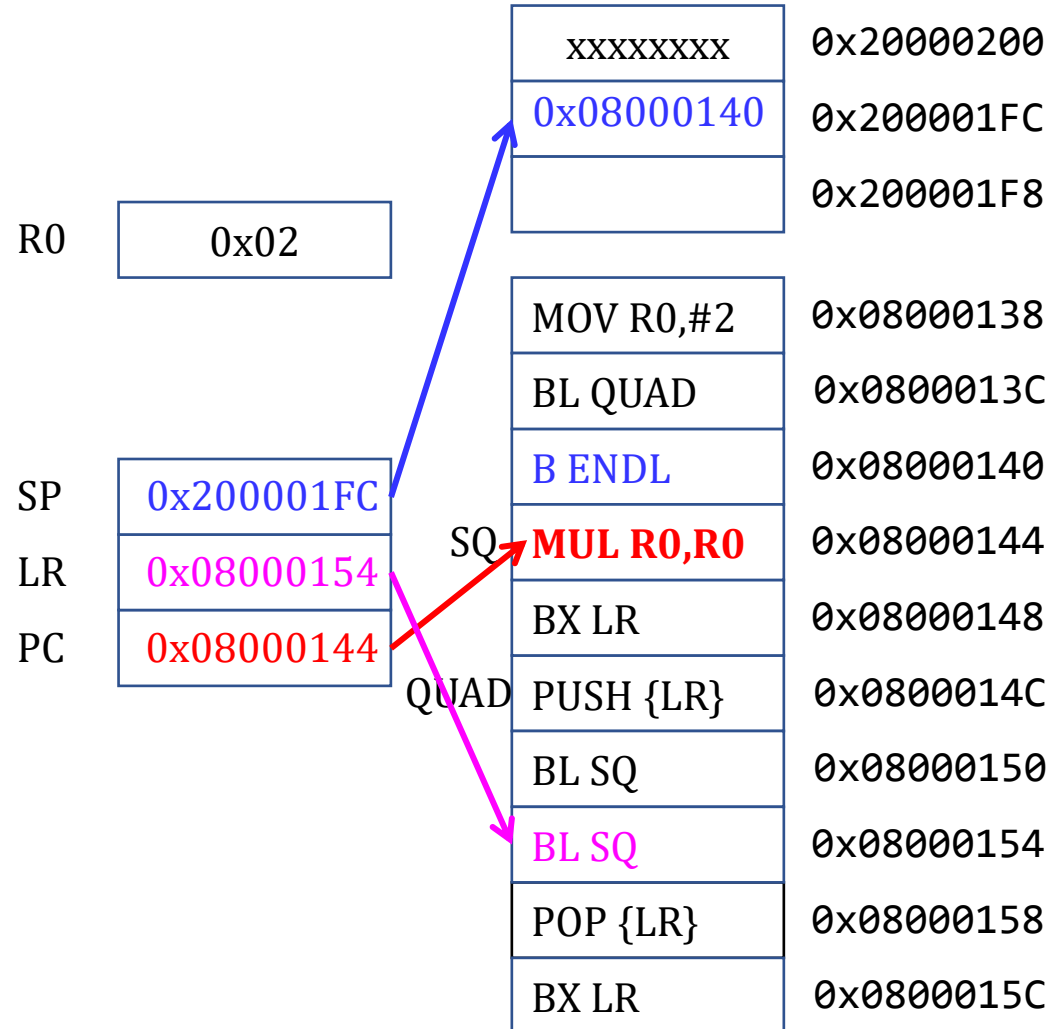 xxxxxxxx 0x20000200
0x08000140 0x200001FC
0x200001F8
R0 0x02
MOV R0,#2 0x08000138
BL QUAD 0x0800013C
B ENDL 0x08000140
SP 0x200001FC
SQ MUL R0,R0 0x08000144
LR 0x08000154
BX LR 0x08000148
PC 0x08000144
QUAD PUSH {LR} 0x0800014C
BL SQ 0x08000150
BL SQ 0x08000154
POP {LR} 0x08000158
BX LR 0x0800015C